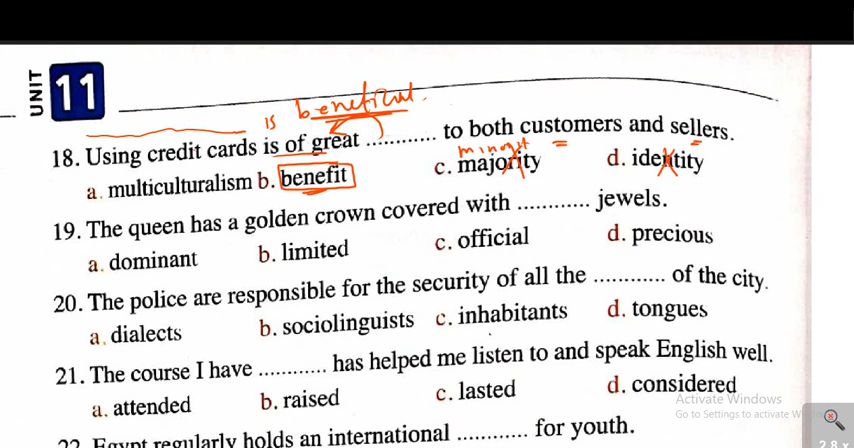 UNIT 11
is beneficial.
18. Using credit cards is of great ........... to both customers and sellers.
a. multiculturalism b. benefit c. majority d. identity
19. The queen has a golden crown covered with ........... jewels.
a. dominant b. limited c. official d. precious
20. The police are responsible for the security of all the ........... of the city.
a. dialects b. sociolinguists c. inhabitants d. tongues
21. The course I have ........... has helped me listen to and speak English well.
a. attended b. raised c. lasted d. considered
Activate Windows
Go to Settings to activate W
22. Egypt regularly holds an international ........... for youth.
2.8x